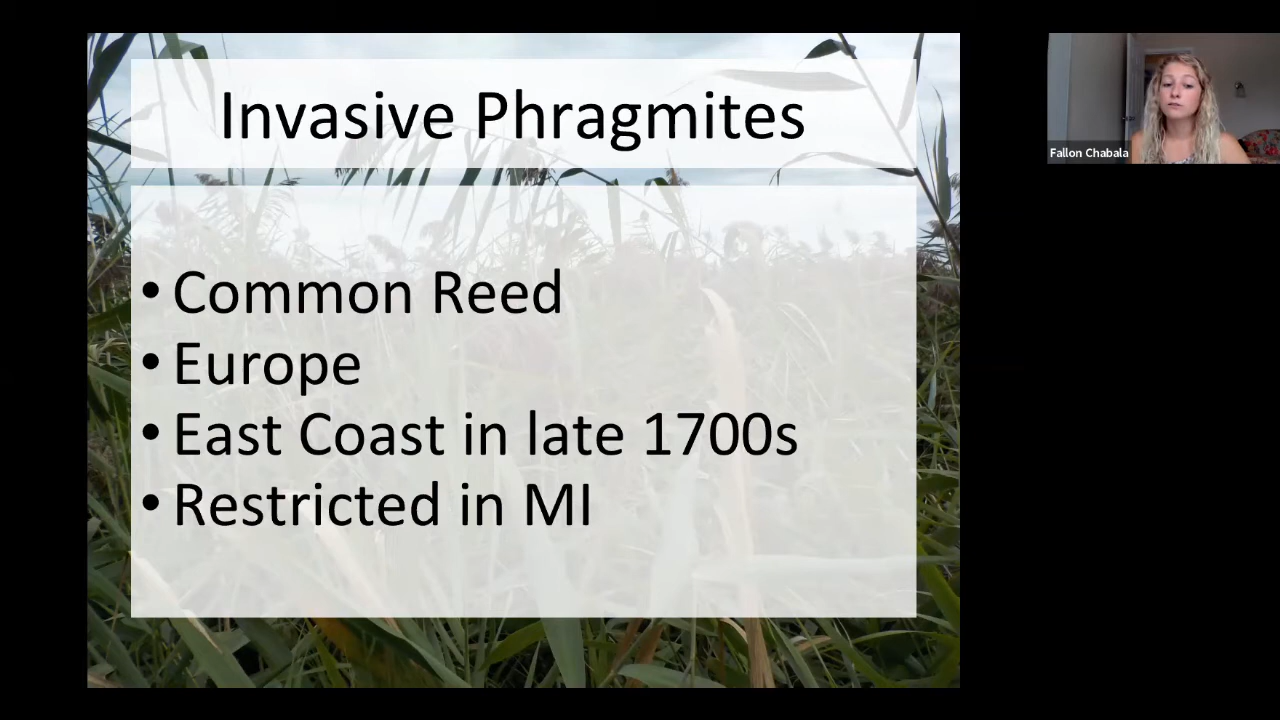 Invasive Phragmites
• Common Reed
• Europe
• East Coast in late 1700s
• Restricted in MI
Fallon Chabala